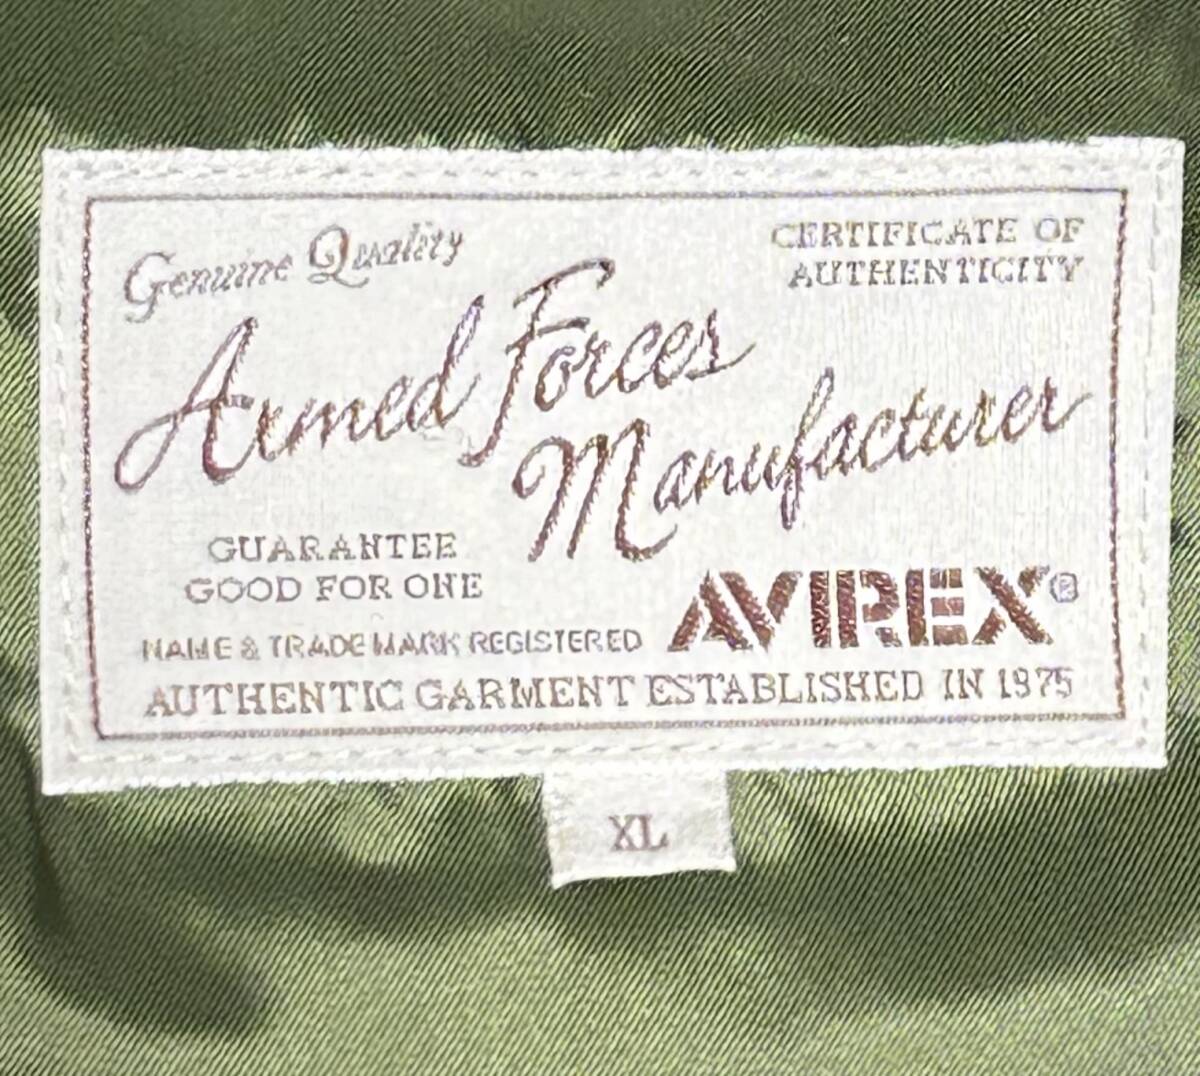 Genuine Quality
CERTIFICATE OF
AUTHENTICITY
Armed Forces
Manufacturer
GUARANTEE
GOOD FOR ONE
AVIREX®
NAME & TRADE MARK REGISTERED
AUTHENTIC GARMENT ESTABLISHED IN 1975
XL